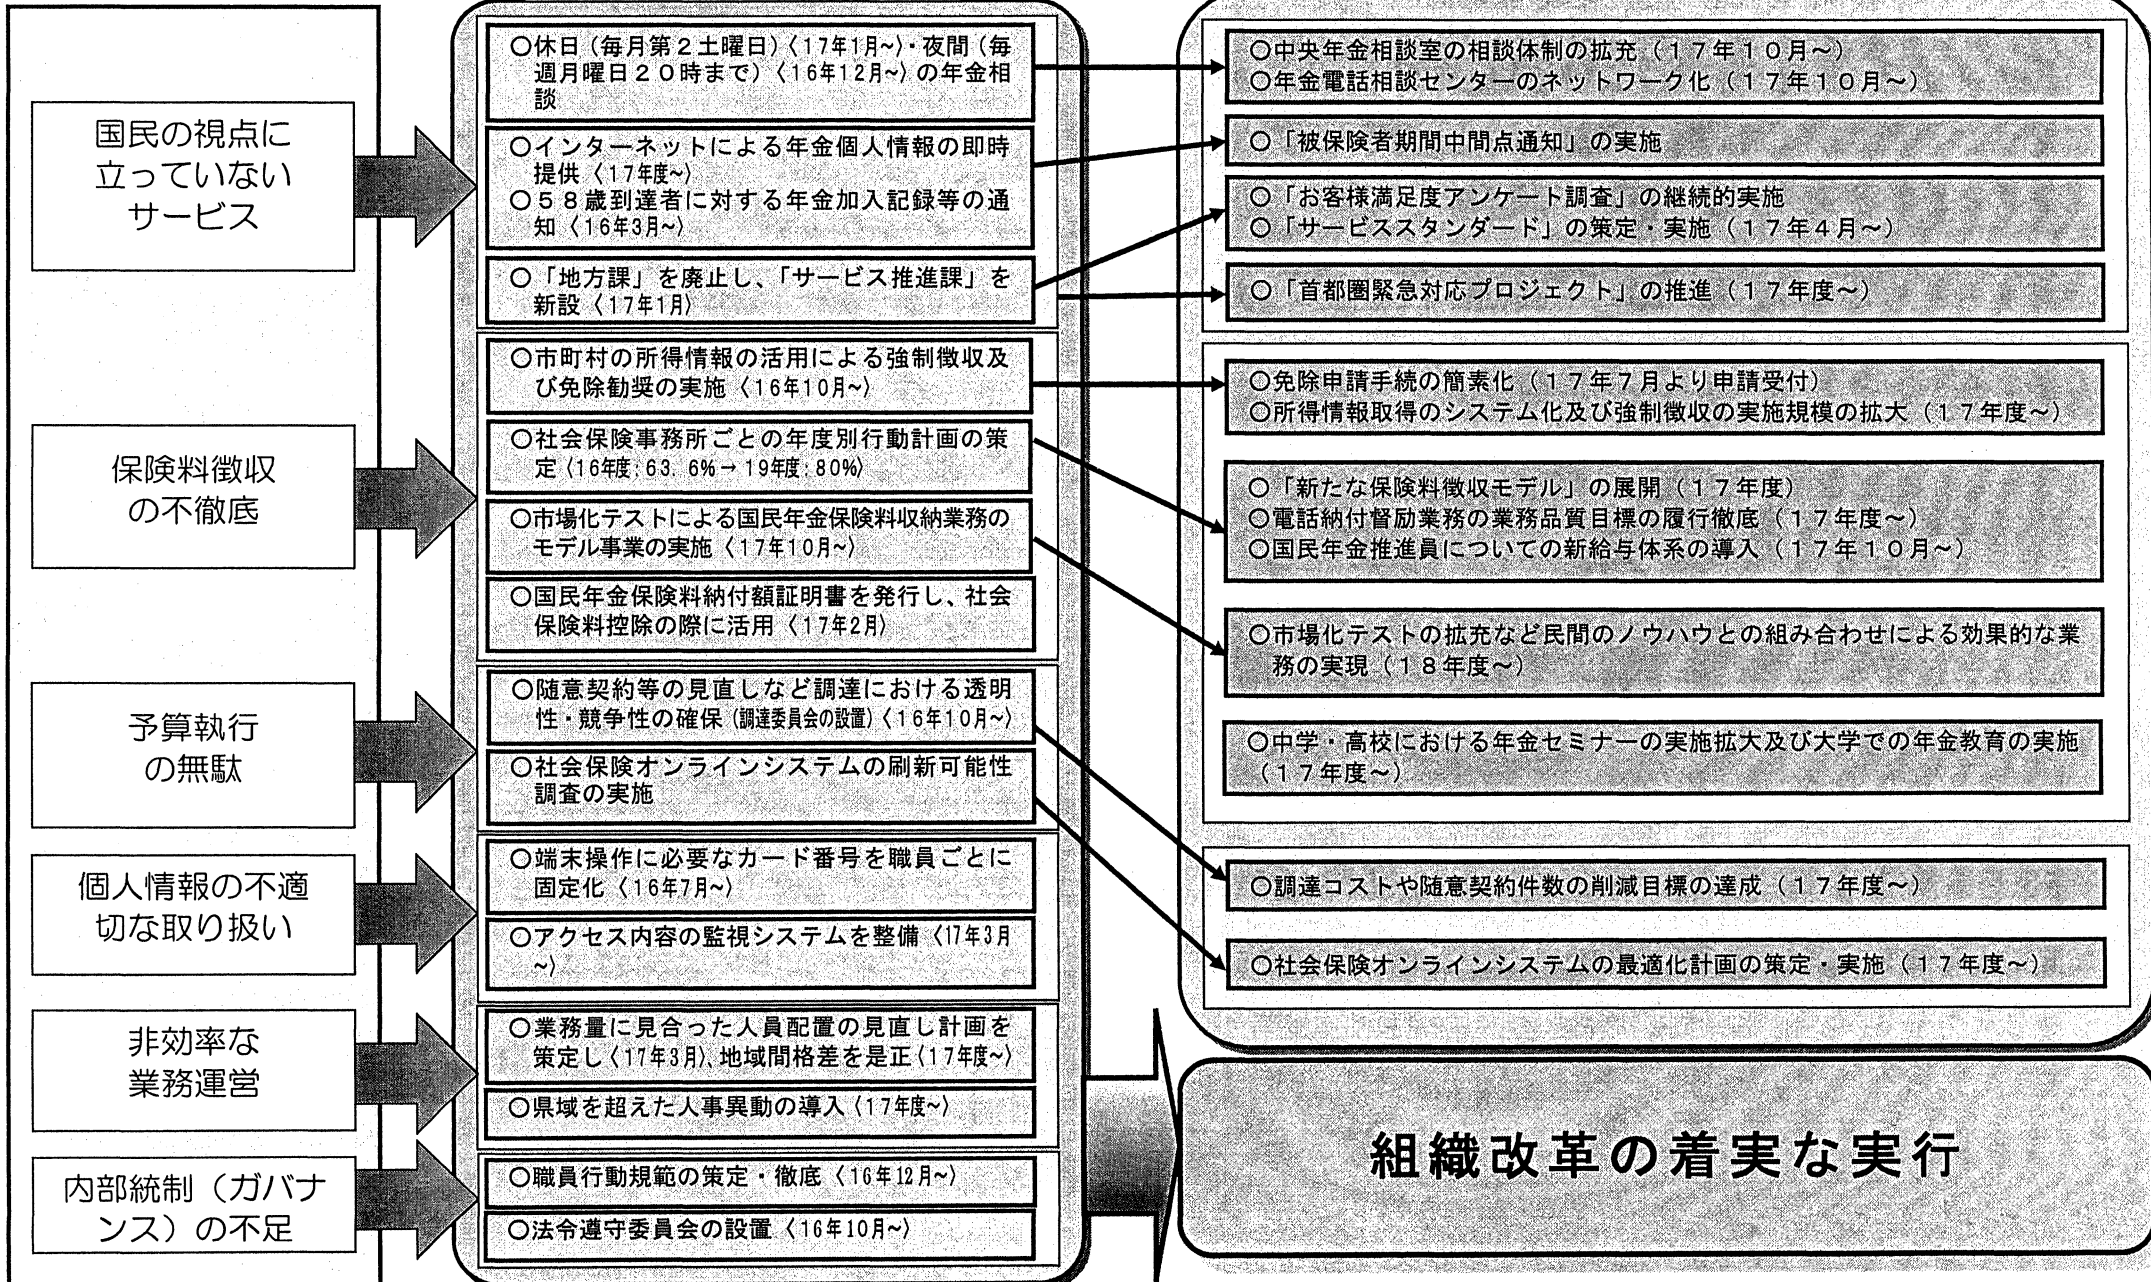 国民の視点に
立っていない
サービス
保険料徴収
の不徹底
予算執行
の無駄
個人情報の不適
切な取り扱い
非効率な
業務運営
内部統制（ガバナ
ンス）の不足
○休日（毎月第２土曜日）〈17年1月~〉・夜間（毎
週月曜日２０時まで）〈16年12月~〉の年金相
談
○インターネットによる年金個人情報の即時
提供〈17年度~〉
○５８歳到達者に対する年金加入記録等の通
知〈16年3月~〉
○「地方課」を廃止し、「サービス推進課」を
新設〈17年1月〉
○市町村の所得情報の活用による強制徴収及
び免除勧奨の実施〈16年10月~〉
○社会保険事務所ごとの年度別行動計画の策
定〈16年度:63.6%→19年度:80%〉
○市場化テストによる国民年金保険料収納業務の
モデル事業の実施〈17年10月~〉
○国民年金保険料納付額証明書を発行し、社会
保険料控除の際に活用〈17年2月〉
○随意契約等の見直しなど調達における透明
性・競争性の確保（調達委員会の設置）〈16年10月~〉
○社会保険オンラインシステムの刷新可能性
調査の実施
○端末操作に必要なカード番号を職員ごとに
固定化〈16年7月~〉
○アクセス内容の監視システムを整備〈17年3月
~〉
○業務量に見合った人員配置の見直し計画を
策定し〈17年3月〉、地域間格差を是正〈17年度~〉
○県域を超えた人事異動の導入〈17年度~〉
○職員行動規範の策定・徹底〈16年12月~〉
○法令遵守委員会の設置〈16年10月~〉
○中央年金相談室の相談体制の拡充（１７年１０月～）
○年金電話相談センターのネットワーク化（１７年１０月～）
○「被保険者期間中間点通知」の実施
○「お客様満足度アンケート調査」の継続的実施
○「サービススタンダード」の策定・実施（１７年４月～）
○「首都圏緊急対応プロジェクト」の推進（１７年度～）
○免除申請手続の簡素化（１７年７月より申請受付）
○所得情報取得のシステム化及び強制徴収の実施規模の拡大（１７年度～）
○「新たな保険料徴収モデル」の展開（１７年度）
○電話納付督励業務の業務品質目標の履行徹底（１７年度～）
○国民年金推進員についての新給与体系の導入（１７年１０月～）
○市場化テストの拡充など民間のノウハウとの組み合わせによる効果的な業
務の実現（１８年度～）
○中学・高校における年金セミナーの実施拡大及び大学での年金教育の実施
（１７年度～）
○調達コストや随意契約件数の削減目標の達成（１７年度～）
○社会保険オンラインシステムの最適化計画の策定・実施（１７年度～）
組織改革の着実な実行